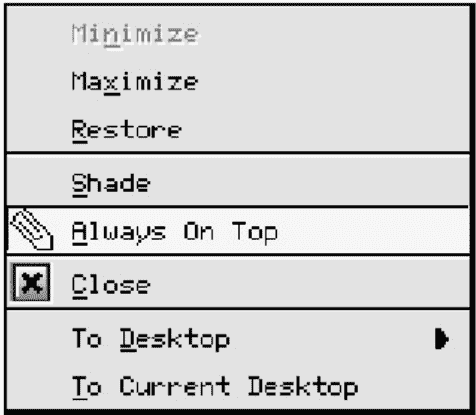 Minimize
Maximize
Restore
Shade
Always On Top
Close
To Desktop
To Current Desktop